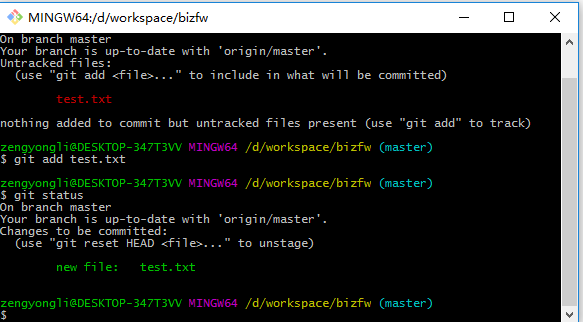 MINGW64:/d/workspace/bizfw
On branch master
Your branch is up-to-date with 'origin/master'.
Untracked files:
  (use "git add <file>..." to include in what will be committed)
        test.txt
nothing added to commit but untracked files present (use "git add" to track)
zengyongli@DESKTOP-347T3VV MINGW64 /d/workspace/bizfw (master)
$ git add test.txt
zengyongli@DESKTOP-347T3VV MINGW64 /d/workspace/bizfw (master)
$ git status
On branch master
Your branch is up-to-date with 'origin/master'.
Changes to be committed:
  (use "git reset HEAD <file>..." to unstage)
        new file:   test.txt
zengyongli@DESKTOP-347T3VV MINGW64 /d/workspace/bizfw (master)
$